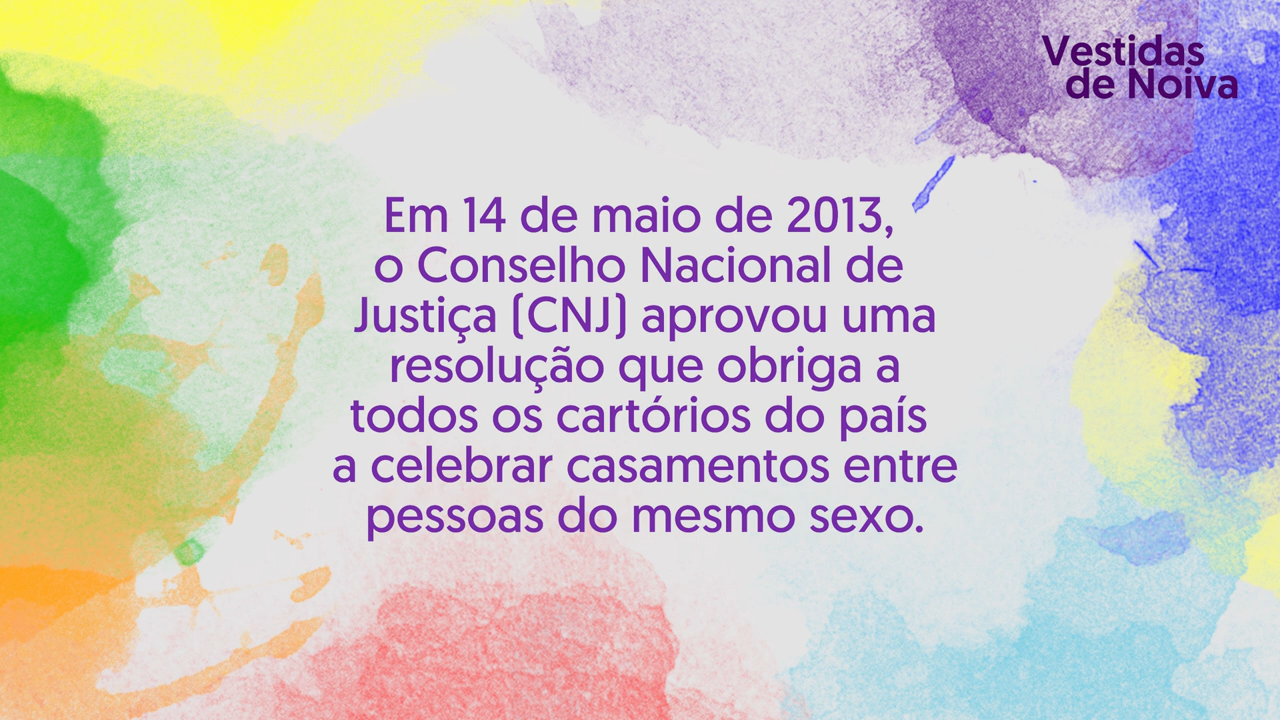 Vestidas
de Noiva
Em 14 de maio de 2013,
o Conselho Nacional de
Justiça (CNJ) aprovou uma
resolução que obriga a
todos os cartórios do país
a celebrar casamentos entre
pessoas do mesmo sexo.